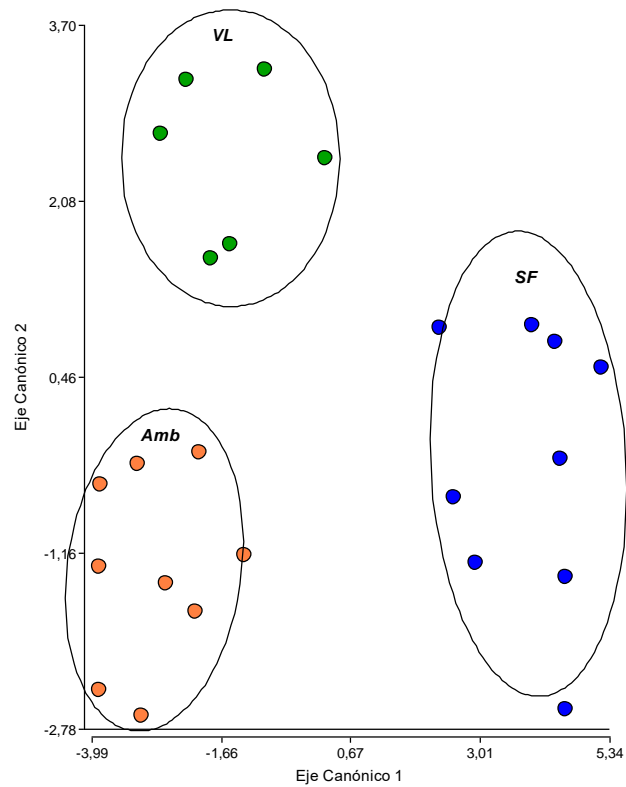 3,70
VL
2,08
SF
Eje Canónico 2
0,46
Amb
-1,16
-2,78
-3,99 -1,66 0,67 3,01 5,34
Eje Canónico 1